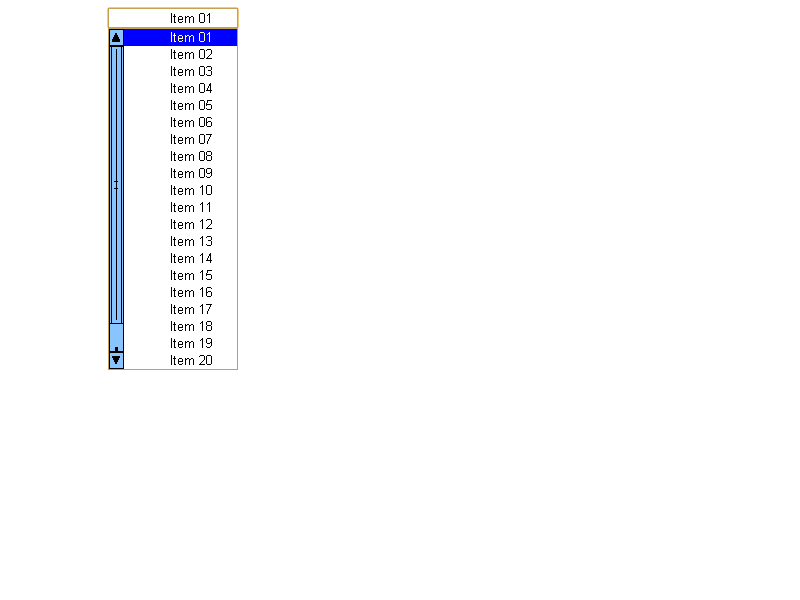 Item 01
Item 01
Item 02
Item 03
Item 04
Item 05
Item 06
Item 07
Item 08
Item 09
Item 10
Item 11
Item 12
Item 13
Item 14
Item 15
Item 16
Item 17
Item 18
Item 19
Item 20